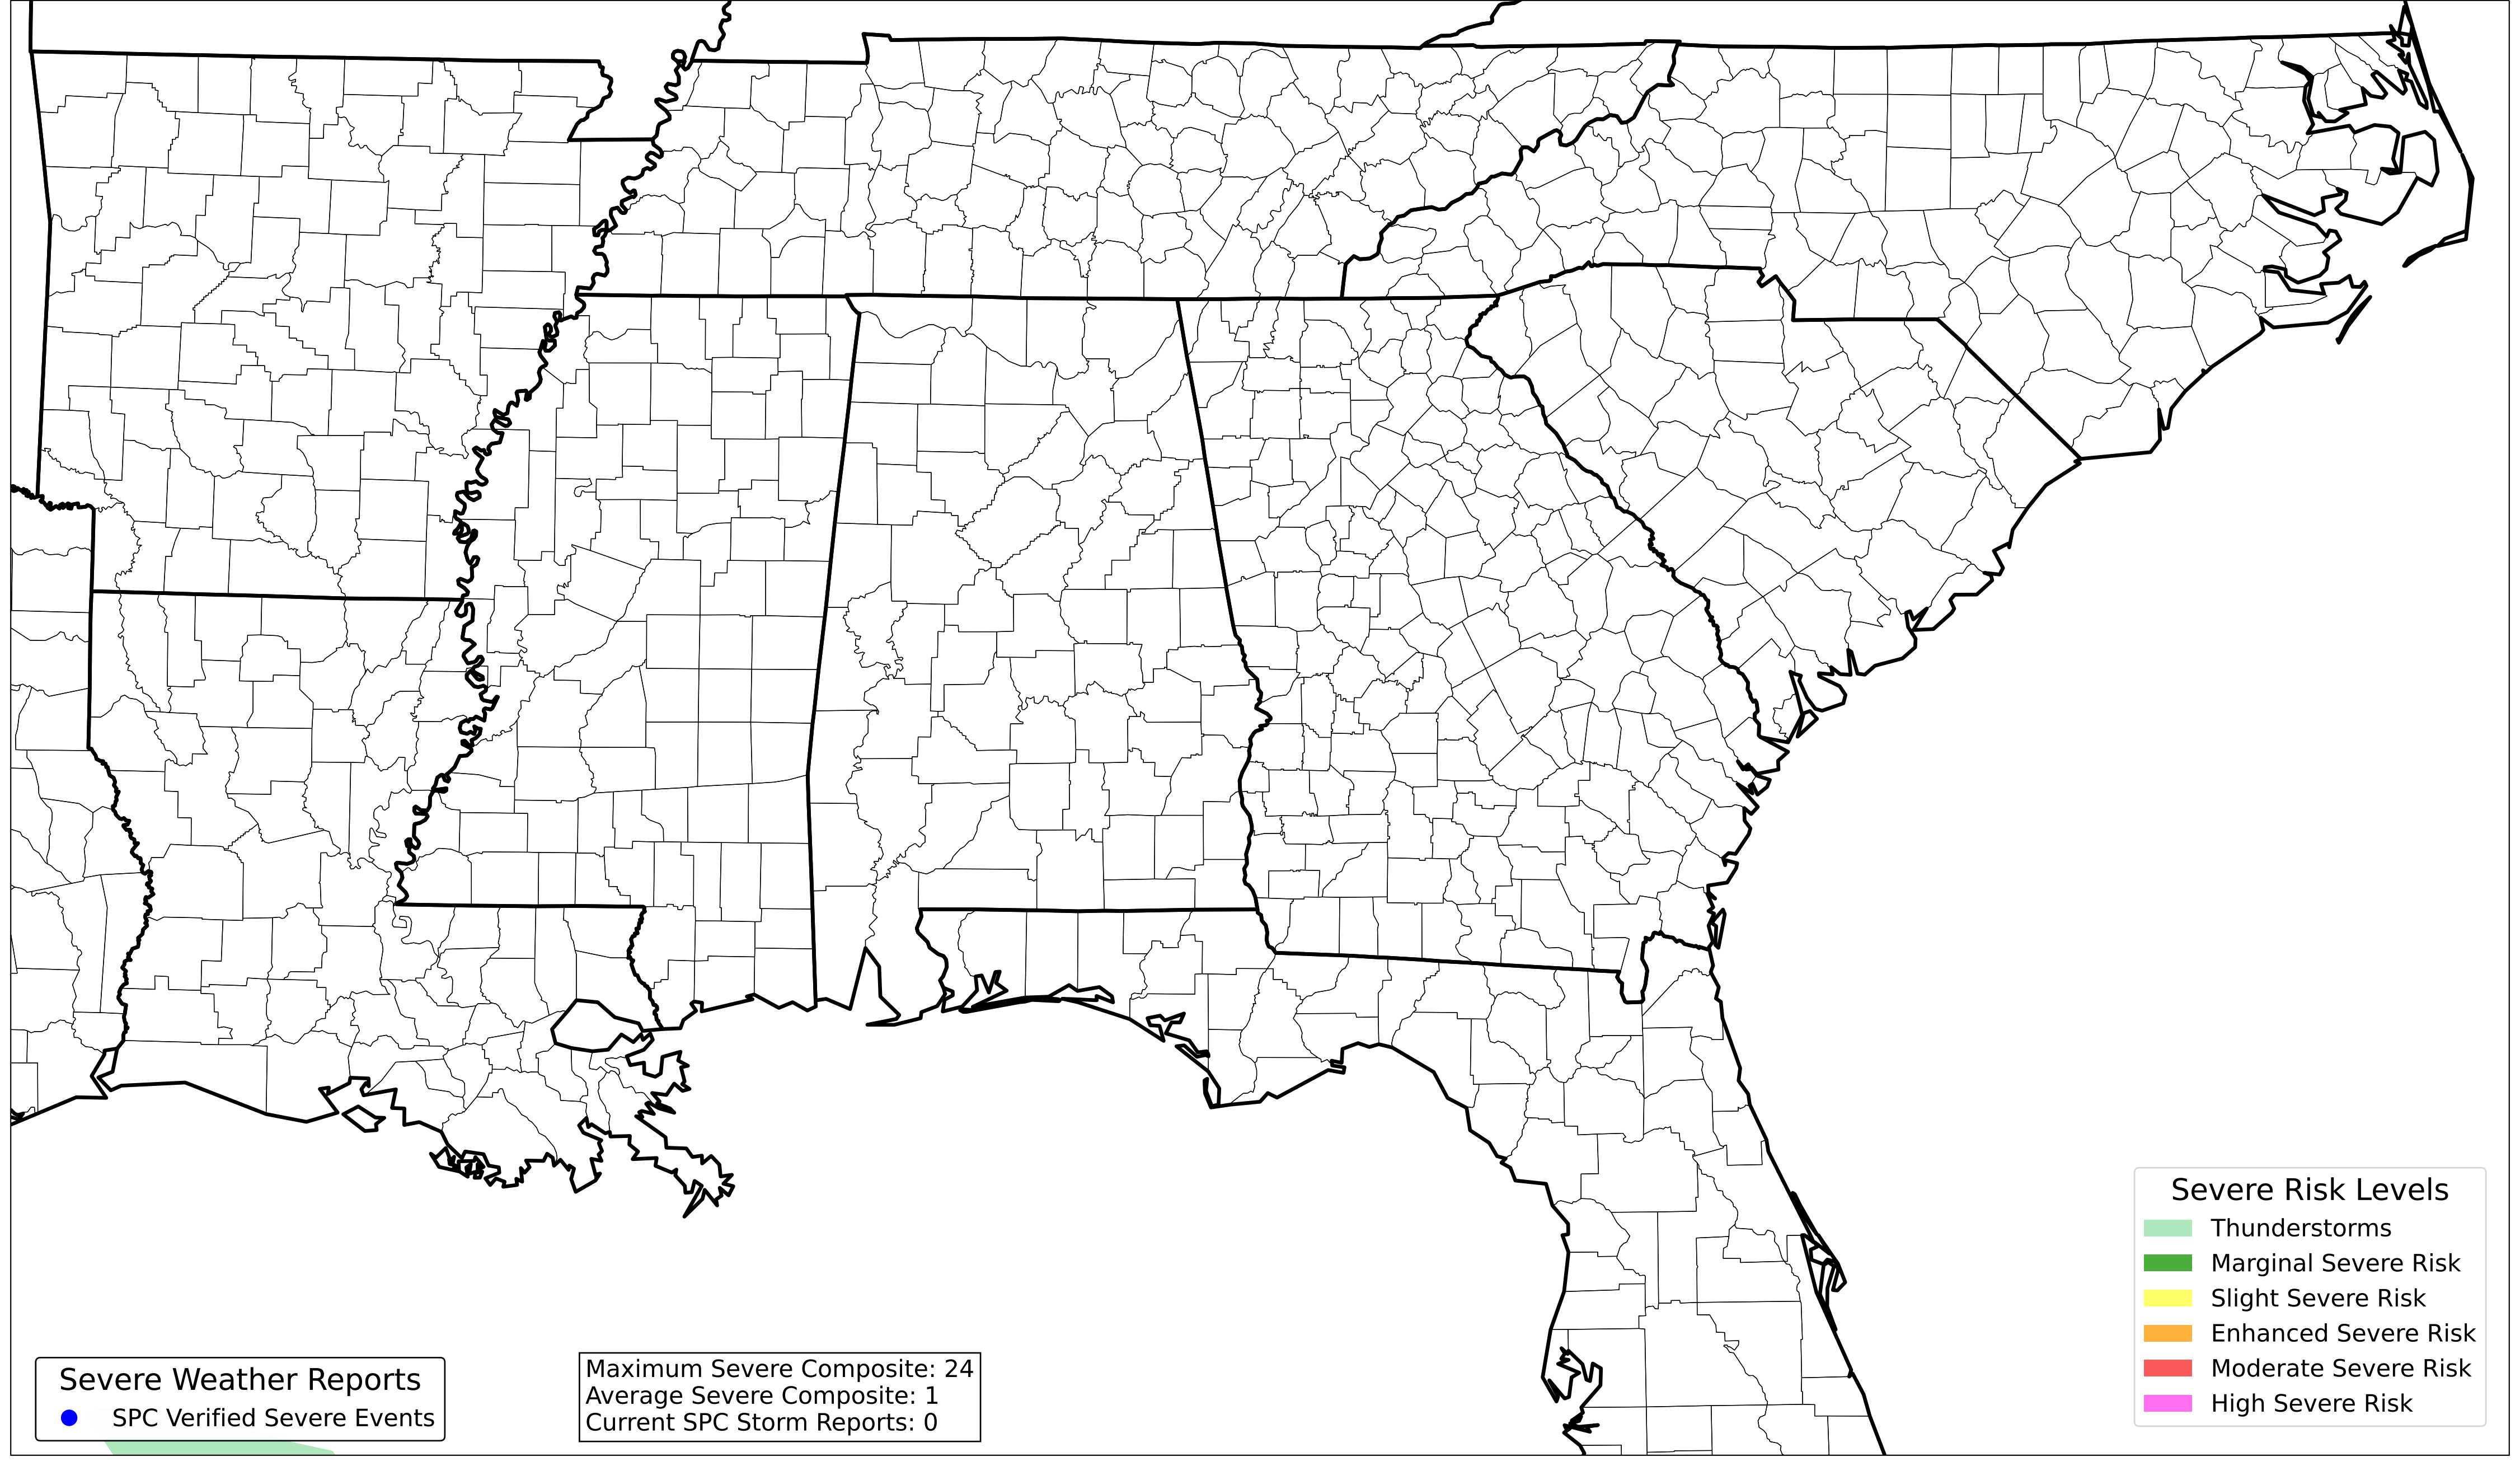 Severe Weather Reports
SPC Verified Severe Events
Maximum Severe Composite: 24
Average Severe Composite: 1
Current SPC Storm Reports: 0
Severe Risk Levels
Thunderstorms
Marginal Severe Risk
Slight Severe Risk
Enhanced Severe Risk
Moderate Severe Risk
High Severe Risk